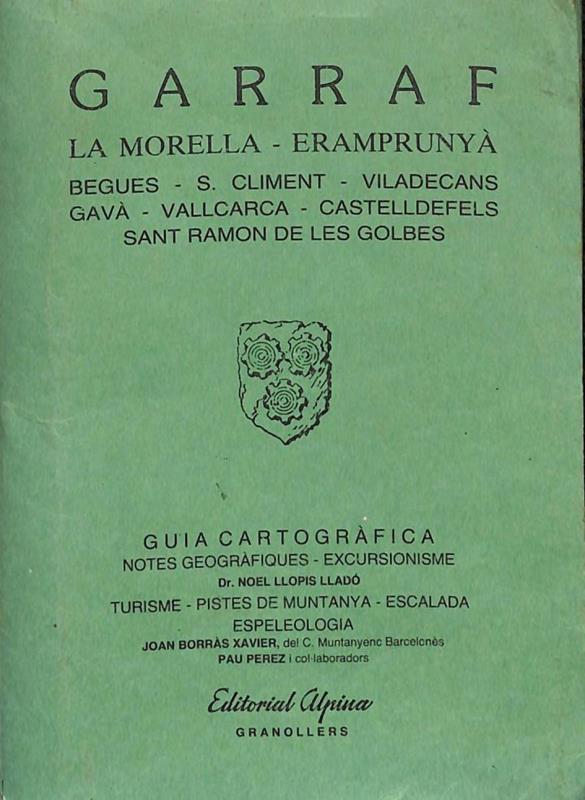 GARRAF
LA MORELLA - ERAMPRUNYÀ
BEGUES - S. CLIMENT - VILADECANS
GAVÀ - VALLCARCA - CASTELLDEFELS
SANT RAMON DE LES GOLBES
GUIA CARTOGRÀFICA
NOTES GEOGRÀFIQUES - EXCURSIONISME
Dr. NOEL LLOPIS LLADÓ
TURISME - PISTES DE MUNTANYA - ESCALADA
ESPELEOLOGIA
JOAN BORRÀS XAVIER, del C. Muntanyenc Barcelonès
PAU PEREZ i col·laboradors
Editorial Alpina
GRANOLLERS